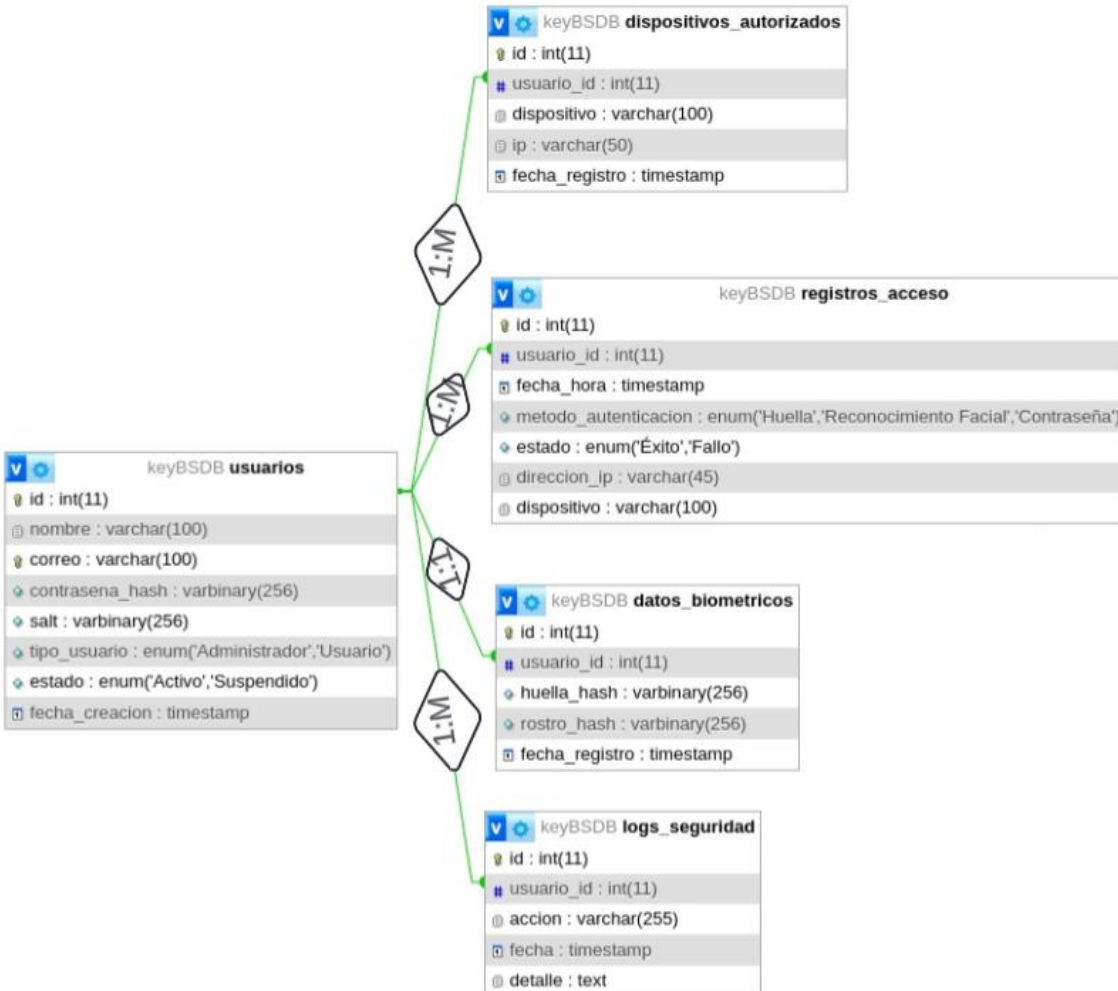 keyBSDB dispositivos_autorizados
id : int(11)
usuario_id : int(11)
dispositivo : varchar(100)
ip : varchar(50)
fecha_registro : timestamp
1:M
keyBSDB registros_acceso
id : int(11)
usuario_id : int(11)
fecha_hora : timestamp
metodo_autenticacion : enum('Huella','Reconocimiento Facial','Contraseña')
estado : enum('Éxito','Fallo')
direccion_ip : varchar(45)
dispositivo : varchar(100)
1:M
keyBSDB usuarios
id : int(11)
nombre : varchar(100)
correo : varchar(100)
contrasena_hash : varbinary(256)
salt : varbinary(256)
tipo_usuario : enum('Administrador','Usuario')
estado : enum('Activo','Suspendido')
fecha_creacion : timestamp
1:1
keyBSDB datos_biometricos
id : int(11)
usuario_id : int(11)
huella_hash : varbinary(256)
rostro_hash : varbinary(256)
fecha_registro : timestamp
1:M
keyBSDB logs_seguridad
id : int(11)
usuario_id : int(11)
accion : varchar(255)
fecha : timestamp
detalle : text